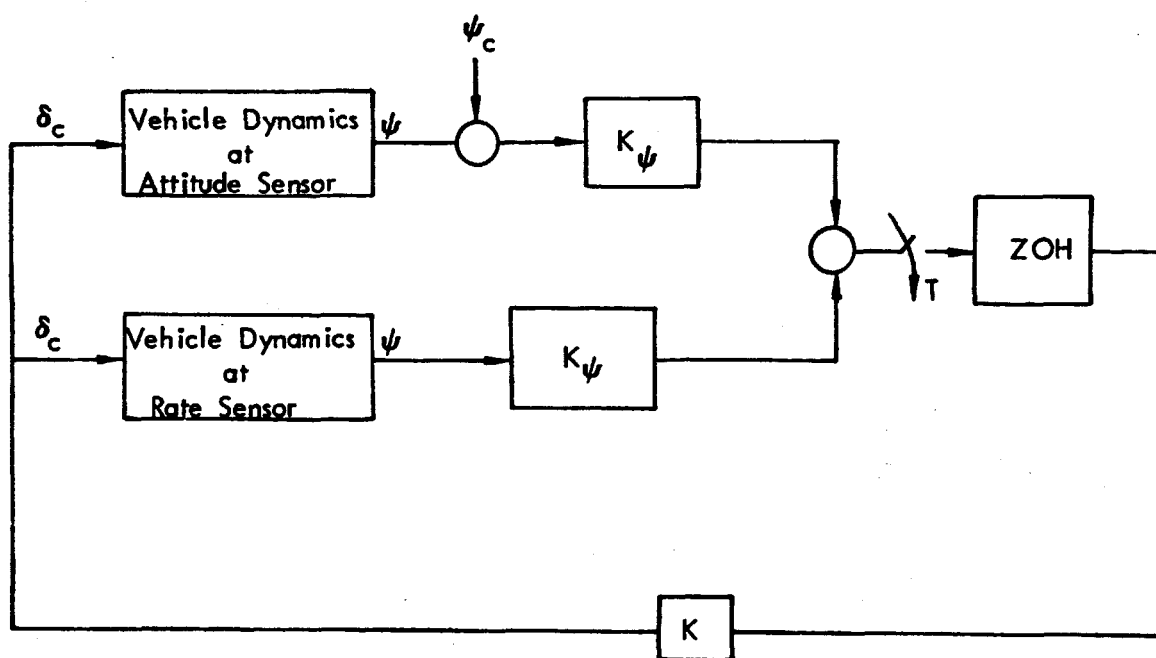 ψc
δc
Vehicle Dynamics
at
Attitude Sensor
ψ
Kψ
ZOH
T
δc
Vehicle Dynamics
at
Rate Sensor
ψ
Kψ
K